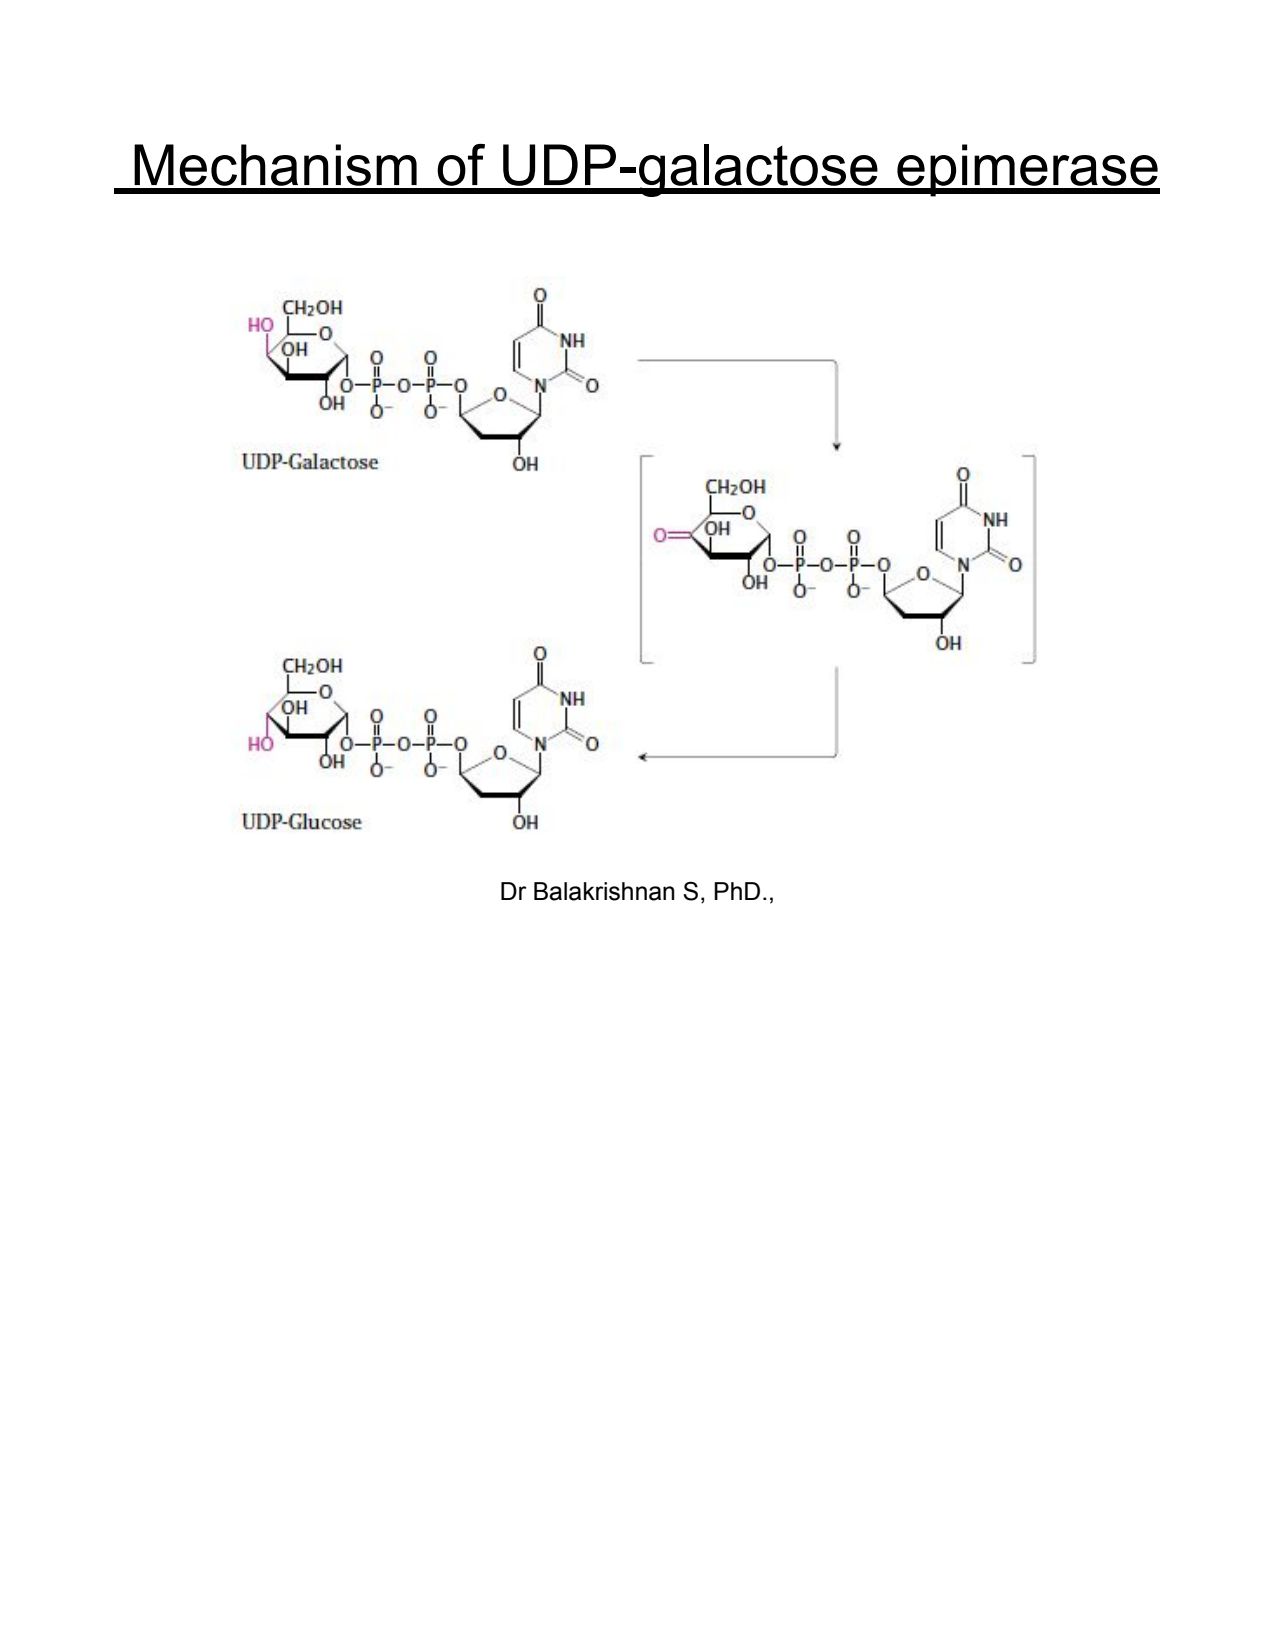 Mechanism of UDP-galactose epimerase
O
CH₂OH
HO
O
NH
OH
O
O
O
O–P–O–P–O
O
N
O
OH
O⁻
O⁻
UDP-Galactose
OH
O
CH₂OH
O
NH
O
OH
O
O
O
O–P–O–P–O
O
N
O
OH
O⁻
O⁻
OH
O
CH₂OH
O
NH
OH
O
O
HO
O–P–O–P–O
O
N
O
OH
O⁻
O⁻
UDP-Glucose
OH
Dr Balakrishnan S, PhD.,